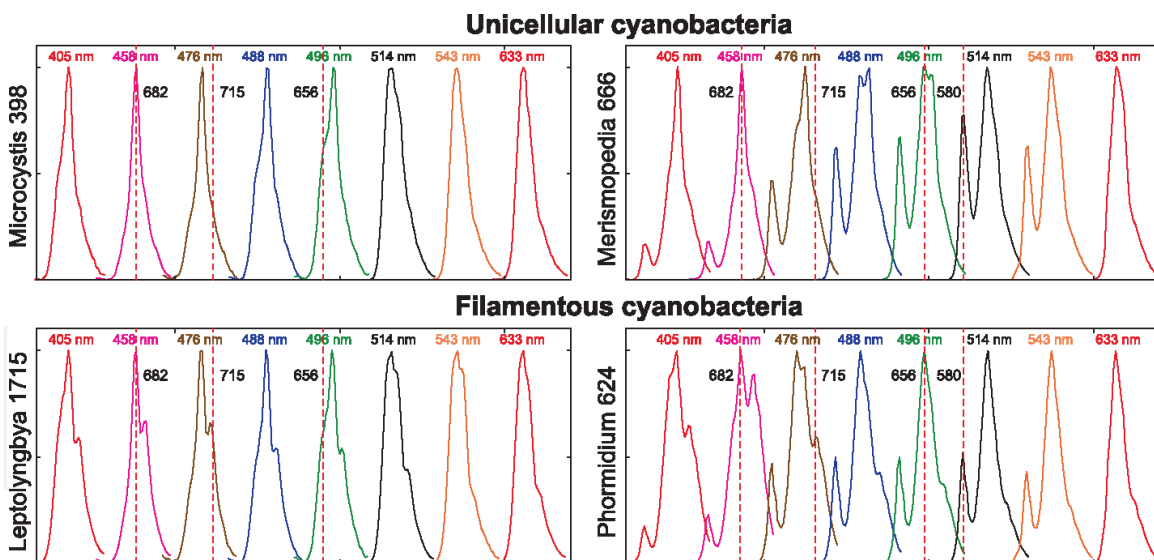 Unicellular cyanobacteria
Microcystis 398
405 nm 458 nm 476 nm 488 nm 496 nm 514 nm 543 nm 633 nm
682 715 656
Merismopedia 666
405 nm 458 nm 476 nm 488 nm 496 nm 514 nm 543 nm 633 nm
682 715 656 580
Filamentous cyanobacteria
Leptolyngbya 1715
405 nm 458 nm 476 nm 488 nm 496 nm 514 nm 543 nm 633 nm
682 715 656
Phormidium 624
405 nm 458 nm 476 nm 488 nm 496 nm 514 nm 543 nm 633 nm
682 715 656 580